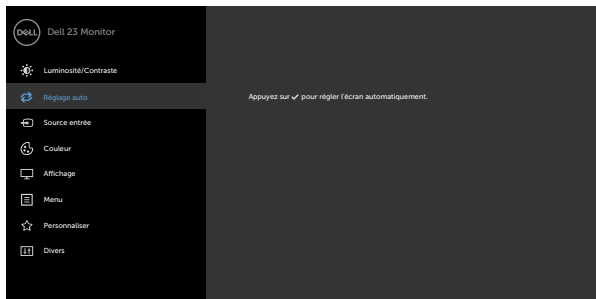 DELL
Dell 23 Monitor
Luminosité/Contraste
Réglage auto
Appuyez sur ✓ pour régler l'écran automatiquement.
Source entrée
Couleur
Affichage
Menu
Personnaliser
Divers